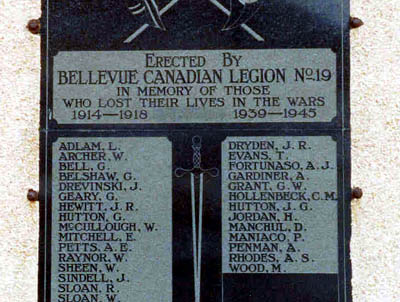 ERECTED BY
BELLEVUE CANADIAN LEGION No.19
IN MEMORY OF THOSE
WHO LOST THEIR LIVES IN THE WARS
1914—1918 1939—1945
ADLAM, L.
ARCHER, W.
BELL, G.
BELSHAW, G.
DREVINSKI, J.
GEARY, G.
HEWITT, J. R.
HUTTON, G.
McCULLOUGH, W.
MITCHELL, E.
PETTS, A. E.
RAYNOR, W.
SHEEN, W.
SINDELL, J.
SLOAN, R.
SLOAN, W.
DRYDEN, J. R.
EVANS, T.
FORTUNASO, A. J.
GARDINER, A.
GRANT, G. W.
HOLLENBECK, C. M.
HUTTON, J. G.
JORDAN, H.
MANCHUL, D.
MANIACO, P.
PENMAN, A.
RHODES, A. S.
WOOD, M.